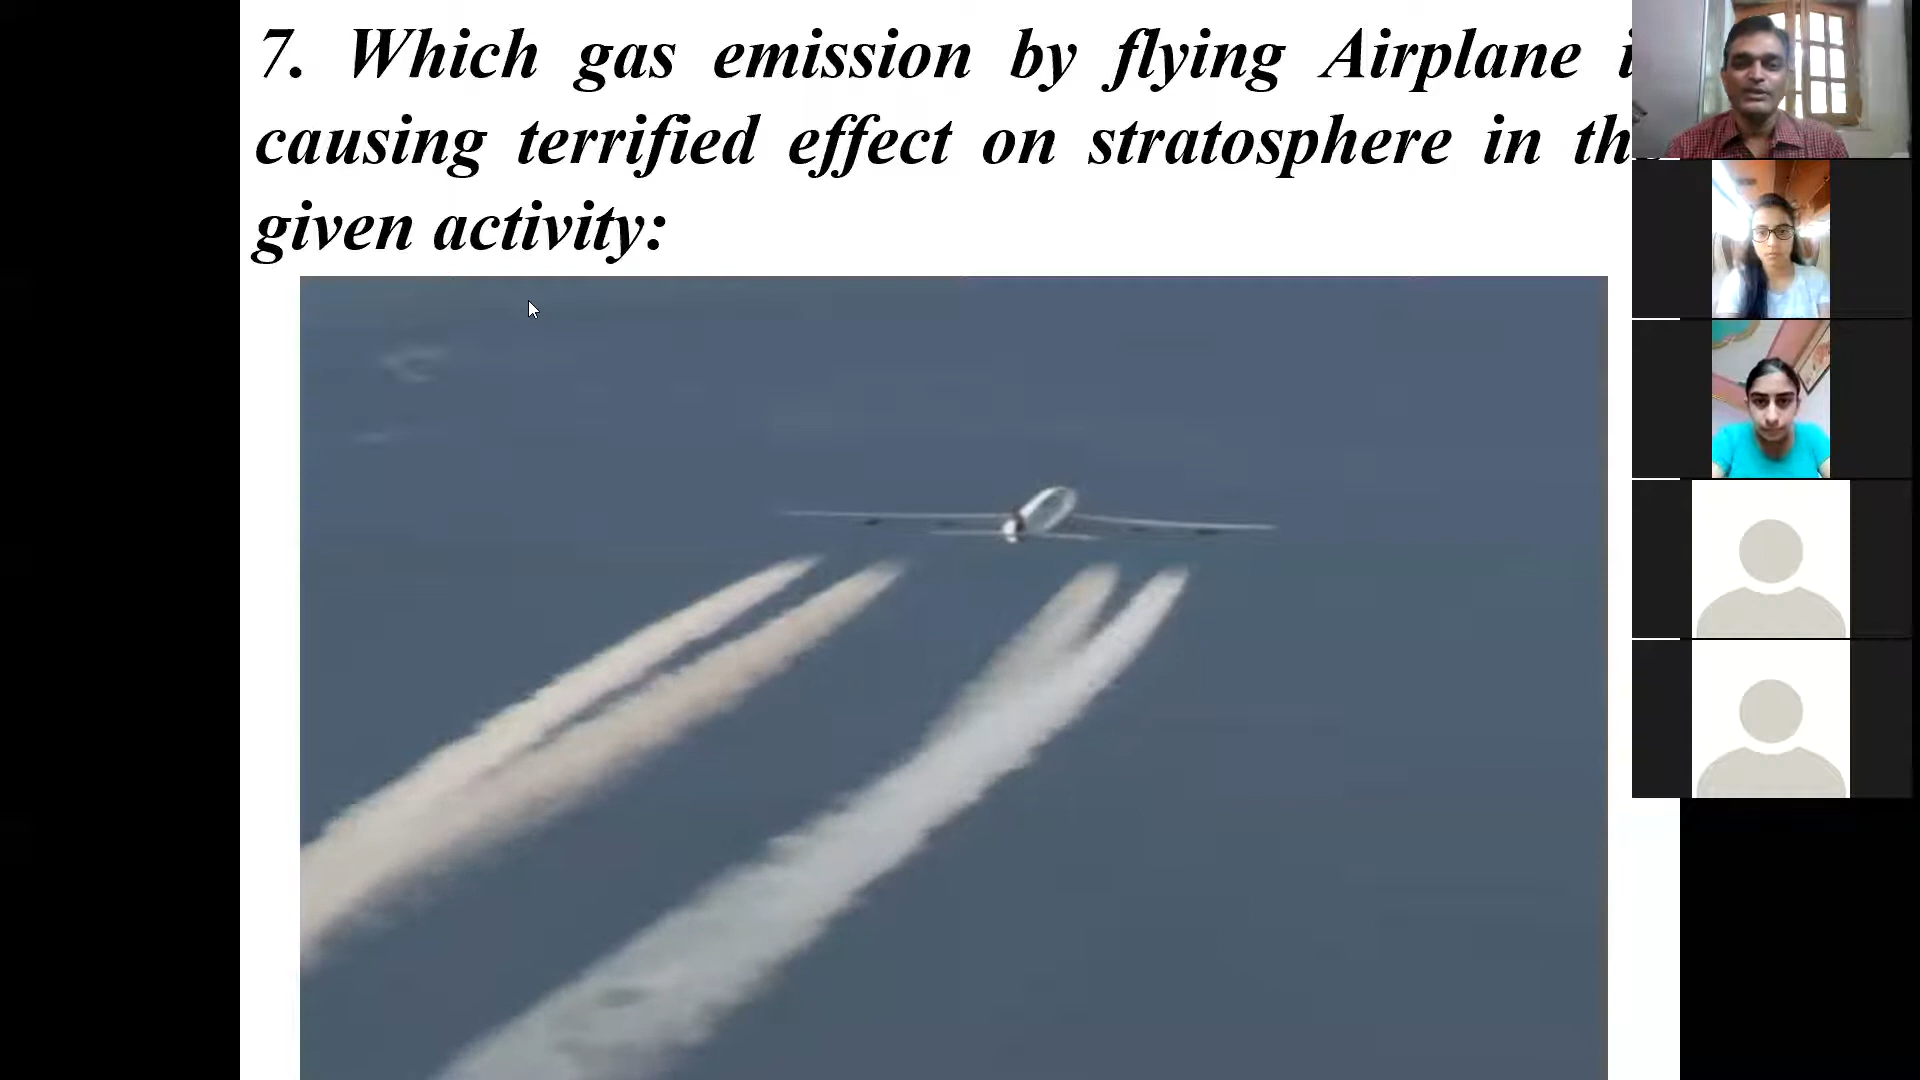 7. Which gas emission by flying Airplane
causing terrified effect on stratosphere in
given activity: